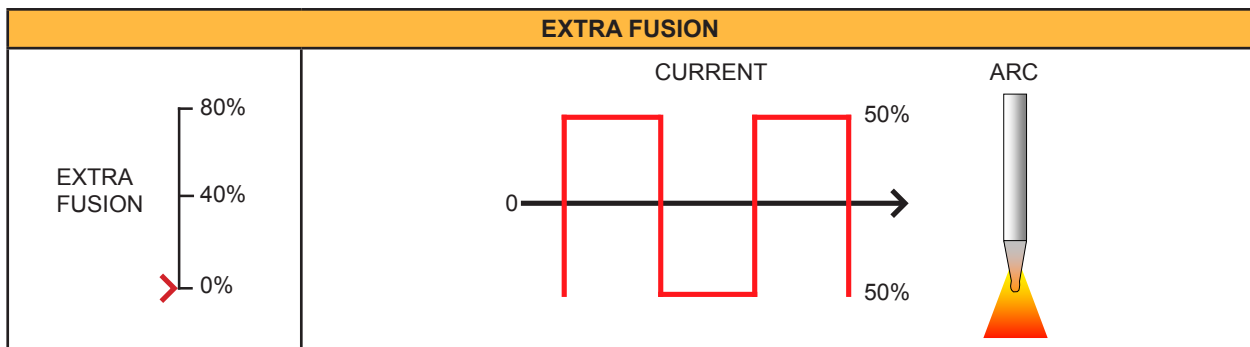 EXTRA FUSION
CURRENT
ARC
80%
50%
EXTRA
FUSION
40%
0
0%
50%